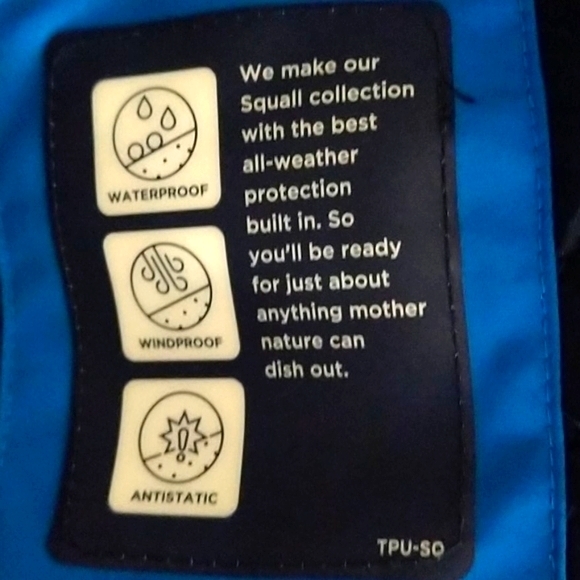 WATERPROOF
WINDPROOF
ANTISTATIC
We make our
Squall collection
with the best
all-weather
protection
built in. So
you'll be ready
for just about
anything mother
nature can
dish out.
TPU-SQ